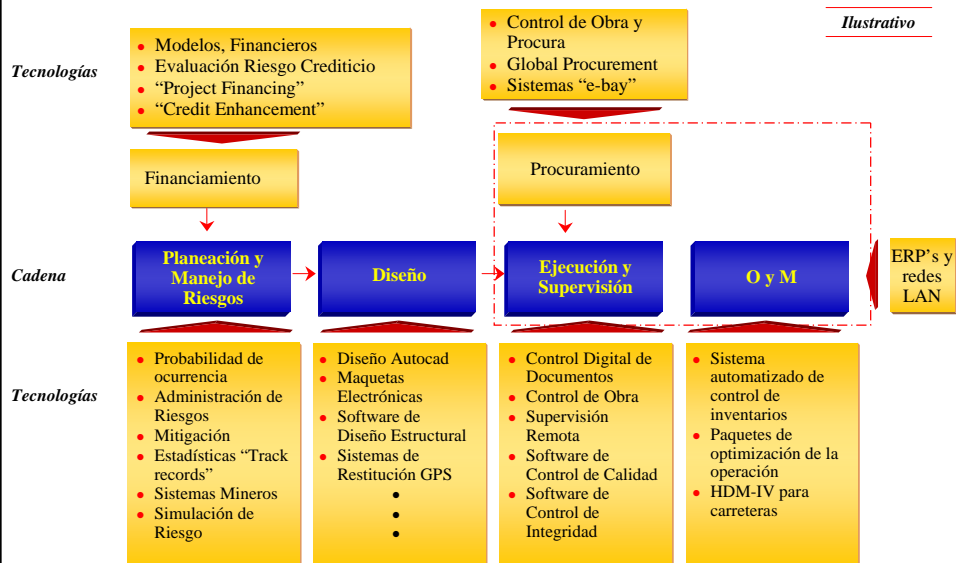 Ilustrativo
Tecnologías
• Modelos, Financieros
• Evaluación Riesgo Crediticio
• “Project Financing”
• “Credit Enhancement”
• Control de Obra y
Procura
• Global Procurement
• Sistemas “e-bay”
Financiamiento
Procuramiento
Cadena
Planeación y
Manejo de
Riesgos
Diseño
Ejecución y
Supervisión
O y M
ERP’s y
redes
LAN
Tecnologías
• Probabilidad de
ocurrencia
• Administración de
Riesgos
• Mitigación
• Estadísticas “Track
records”
• Sistemas Mineros
• Simulación de
Riesgo
• Diseño Autocad
• Maquetas
Electrónicas
• Software de
Diseño Estructural
• Sistemas de
Restitución GPS
•
•
•
• Control Digital de
Documentos
• Control de Obra
• Supervisión
Remota
• Software de
Control de Calidad
• Software de
Control de
Integridad
• Sistema
automatizado de
control de
inventarios
• Paquetes de
optimización de la
operación
• HDM-IV para
carreteras